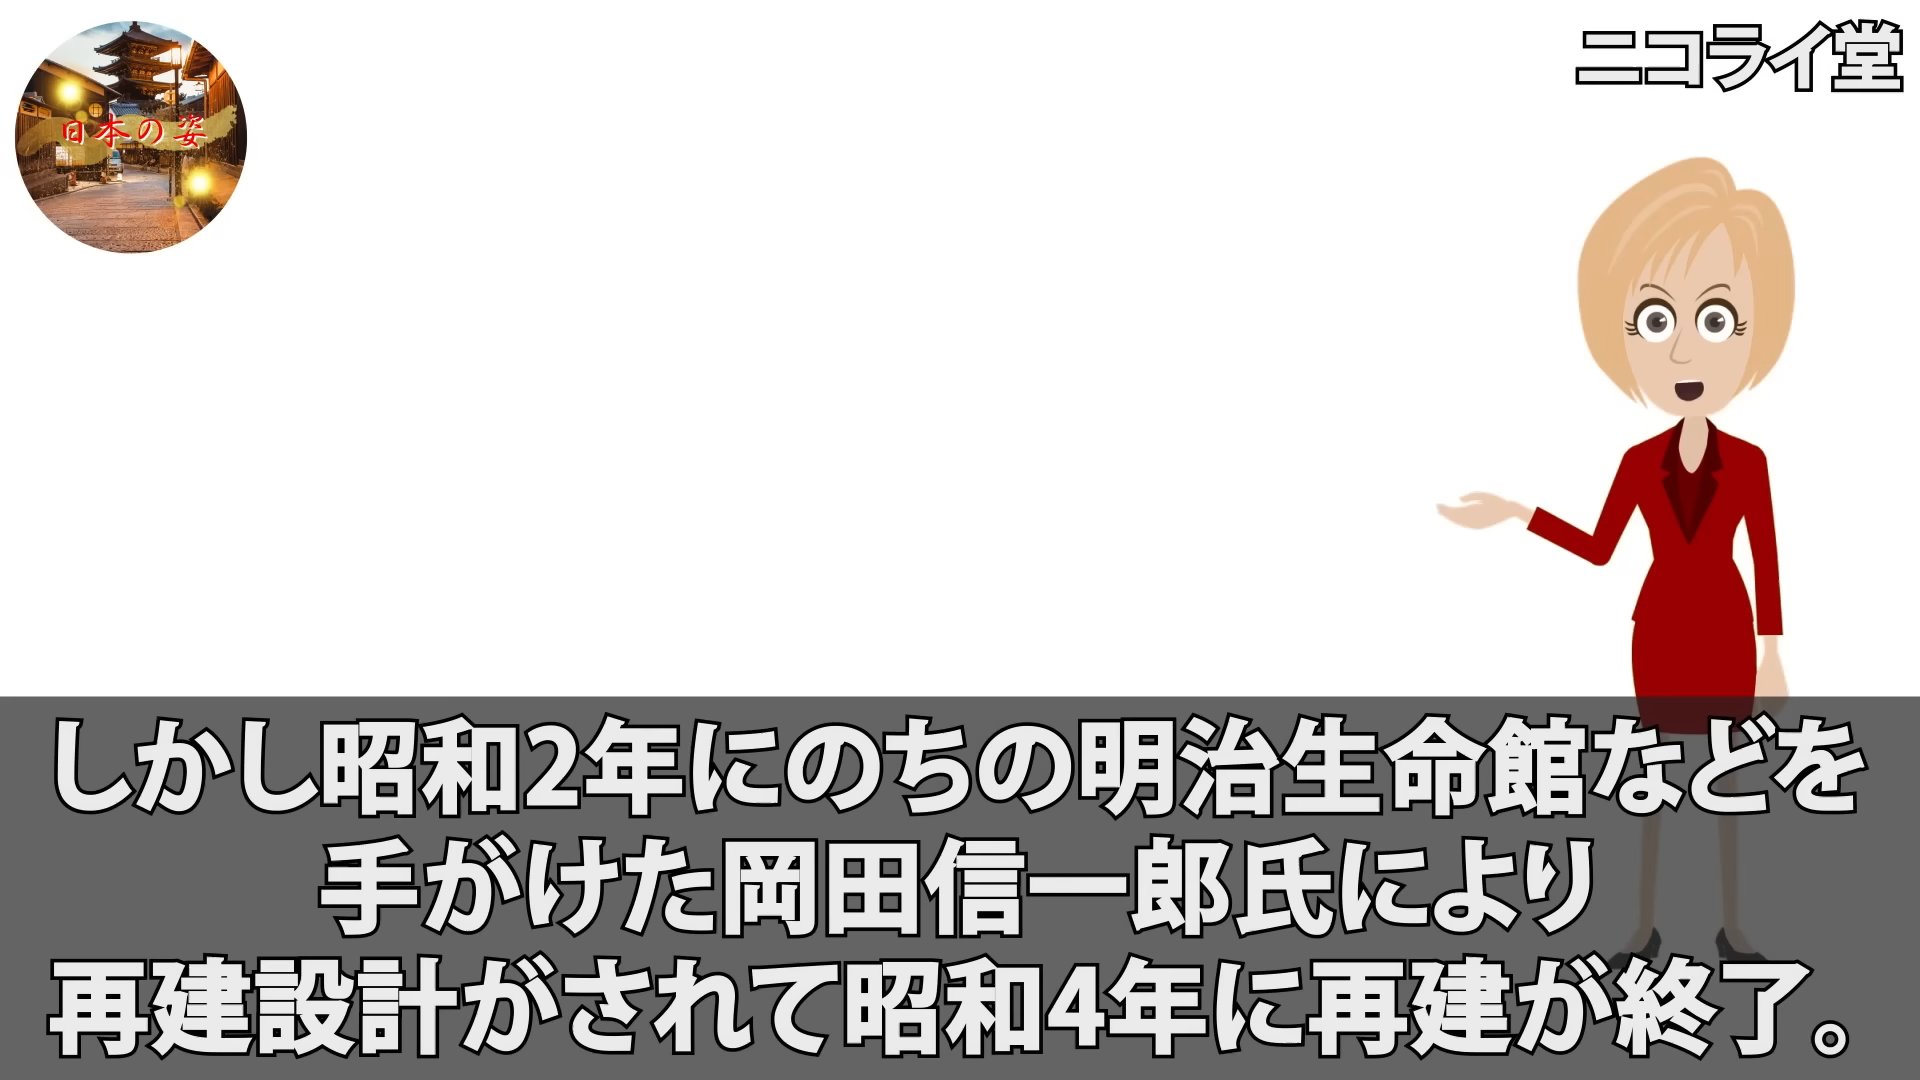 日本の姿
ニコライ堂
しかし昭和2年にのちの明治生命館などを
手がけた岡田信一郎氏により
再建設計がされて昭和4年に再建が終了。